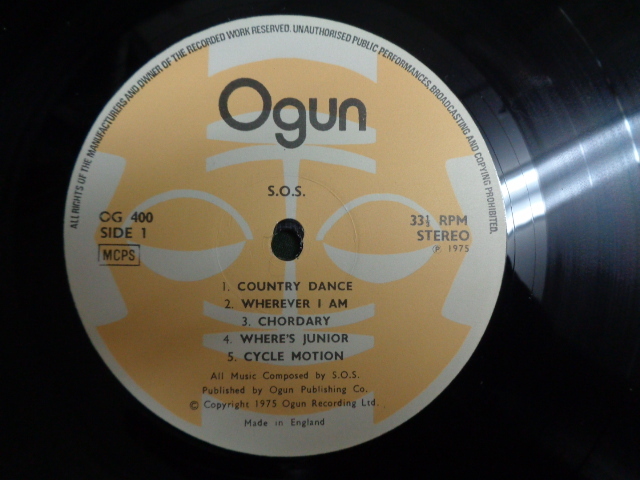 ALL RIGHTS OF THE MANUFACTURERS AND OWNER OF THE RECORDED WORK RESERVED. UNAUTHORISED PUBLIC PERFORMANCES BROADCASTING AND COPYING PROHIBITED.
Ogun
S.O.S.
OG 400
SIDE 1
MCPS
33⅓ RPM
STEREO
℗ 1975
1. COUNTRY DANCE
2. WHEREVER I AM
3. CHORDARY
4. WHERE'S JUNIOR
5. CYCLE MOTION
All Music Composed by S.O.S.
Published by Ogun Publishing Co.
© Copyright 1975 Ogun Recording Ltd.
Made in England